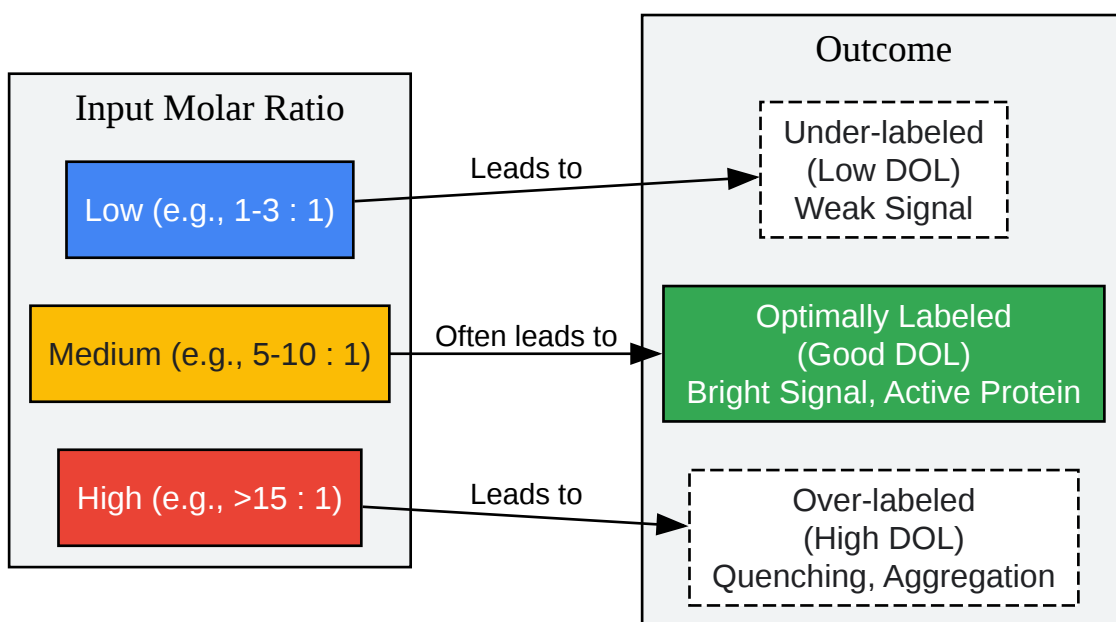 Input Molar Ratio
Low (e.g., 1-3 : 1)
Medium (e.g., 5-10 : 1)
High (e.g., >15 : 1)
Leads to
Often leads to
Leads to
Outcome
Under-labeled
(Low DOL)
Weak Signal
Optimally Labeled
(Good DOL)
Bright Signal, Active Protein
Over-labeled
(High DOL)
Quenching, Aggregation